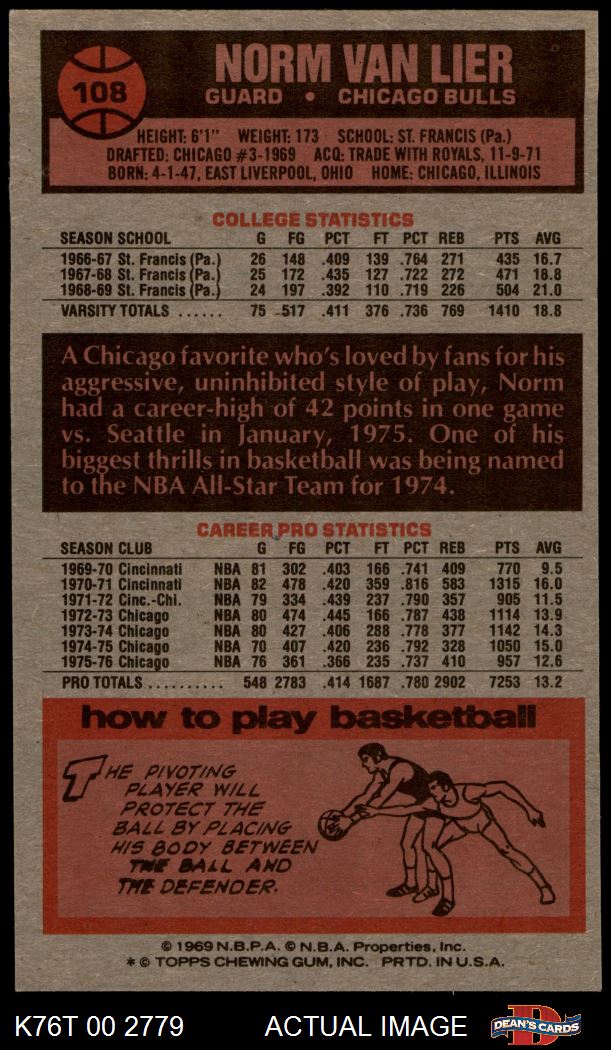 108
NORM VAN LIER
GUARD • CHICAGO BULLS
HEIGHT: 6'1" WEIGHT: 173 SCHOOL: ST. FRANCIS (Pa.)
DRAFTED: CHICAGO #3-1969 ACQ: TRADE WITH ROYALS, 11-9-71
BORN: 4-1-47, EAST LIVERPOOL, OHIO HOME: CHICAGO, ILLINOIS
COLLEGE STATISTICS
SEASON SCHOOL G FG PCT FT PCT REB PTS AVG
1966-67 St. Francis (Pa.) 26 148 .409 139 .764 271 435 16.7
1967-68 St. Francis (Pa.) 25 172 .435 127 .722 272 471 18.8
1968-69 St. Francis (Pa.) 24 197 .392 110 .719 226 504 21.0
VARSITY TOTALS ...... 75 517 .411 376 .736 769 1410 18.8
A Chicago favorite who's loved by fans for his
aggressive, uninhibited style of play, Norm
had a career-high of 42 points in one game
vs. Seattle in January, 1975. One of his
biggest thrills in basketball was being named
to the NBA All-Star Team for 1974.
CAREER PRO STATISTICS
SEASON CLUB G FG PCT FT PCT REB PTS AVG
1969-70 Cincinnati NBA 81 302 .403 166 .741 409 770 9.5
1970-71 Cincinnati NBA 82 478 .420 359 .816 583 1315 16.0
1971-72 Cinc.-Chi. NBA 79 334 .439 237 .790 357 905 11.5
1972-73 Chicago NBA 80 474 .445 166 .787 438 1114 13.9
1973-74 Chicago NBA 80 427 .406 288 .778 377 1142 14.3
1974-75 Chicago NBA 70 407 .420 236 .792 328 1050 15.0
1975-76 Chicago NBA 76 361 .366 235 .737 410 957 12.6
PRO TOTALS .......... 548 2783 .414 1687 .780 2902 7253 13.2
how to play basketball
THE PIVOTING
PLAYER WILL
PROTECT THE
BALL BY PLACING
HIS BODY BETWEEN
THE BALL AND
THE DEFENDER.
© 1969 N.B.P.A. © N.B.A. Properties, Inc.
* © TOPPS CHEWING GUM, INC. PRTD. IN U.S.A.
K76T 00 2779 ACTUAL IMAGE
DEAN'S CARDS